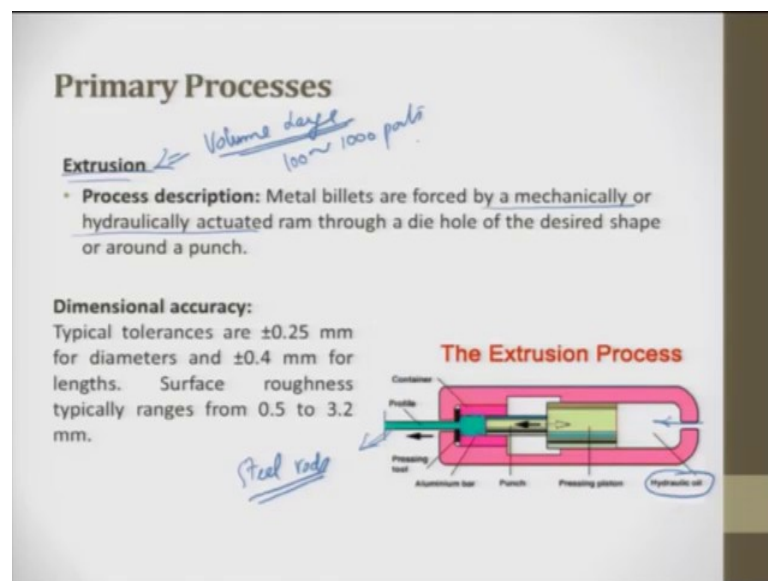 Primary Processes
Volume large
100~1000 parts
Extrusion
• Process description: Metal billets are forced by a mechanically or
hydraulically actuated ram through a die hole of the desired shape
or around a punch.
Dimensional accuracy:
Typical tolerances are ±0.25 mm
for diameters and ±0.4 mm for
lengths. Surface roughness
typically ranges from 0.5 to 3.2
mm.
The Extrusion Process
Container
Profile
Pressing
tool
Aluminium bar Punch Pressing piston Hydraulic oil
Steel rods